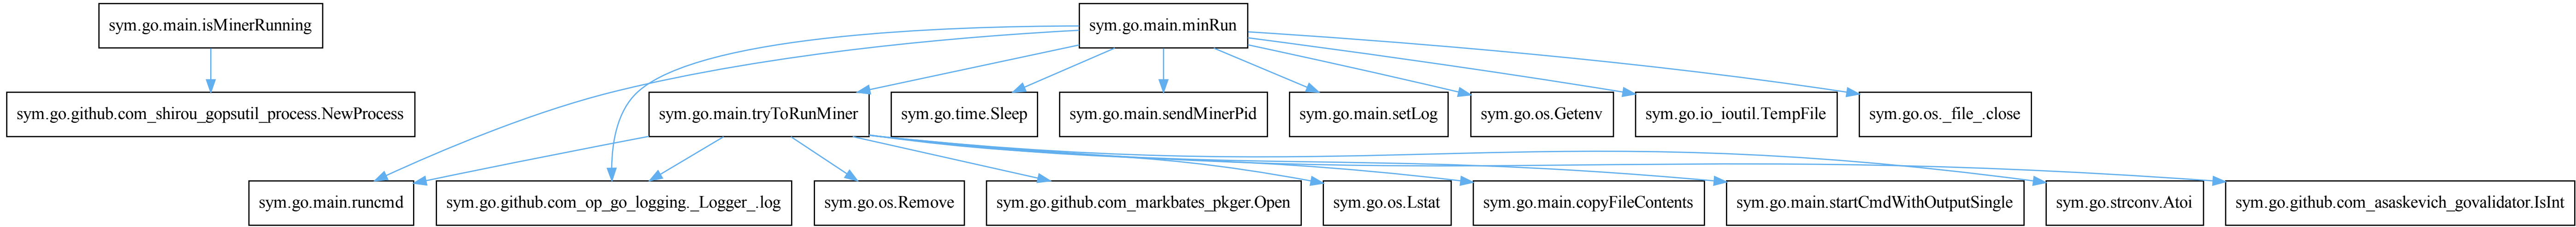 sym.go.main.isMinerRunning
sym.go.main.minRun
sym.go.github.com_shirou_gopsutil_process.NewProcess
sym.go.main.tryToRunMiner
sym.go.time.Sleep
sym.go.main.sendMinerPid
sym.go.main.setLog
sym.go.os.Getenv
sym.go.io_ioutil.TempFile
sym.go.os._file_.close
sym.go.main.runcmd
sym.go.github.com_op_go_logging._Logger_.log
sym.go.os.Remove
sym.go.github.com_markbates_pkger.Open
sym.go.os.Lstat
sym.go.main.copyFileContents
sym.go.main.startCmdWithOutputSingle
sym.go.strconv.Atoi
sym.go.github.com_asaskevich_govalidator.IsInt